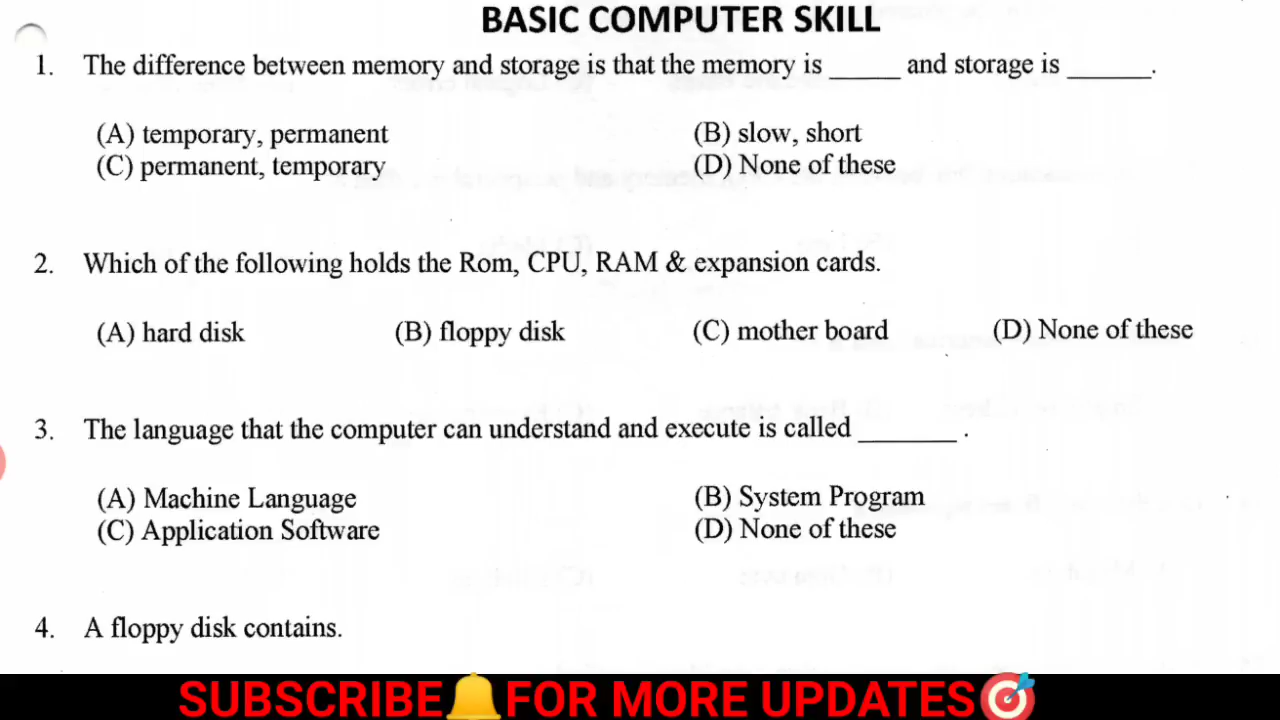 BASIC COMPUTER SKILL
1. The difference between memory and storage is that the memory is _____ and storage is ______.
(A) temporary, permanent (B) slow, short
(C) permanent, temporary (D) None of these
2. Which of the following holds the Rom, CPU, RAM & expansion cards.
(A) hard disk (B) floppy disk (C) mother board (D) None of these
3. The language that the computer can understand and execute is called _______ .
(A) Machine Language (B) System Program
(C) Application Software (D) None of these
4. A floppy disk contains.
SUBSCRIBE🔔FOR MORE UPDATES🎯